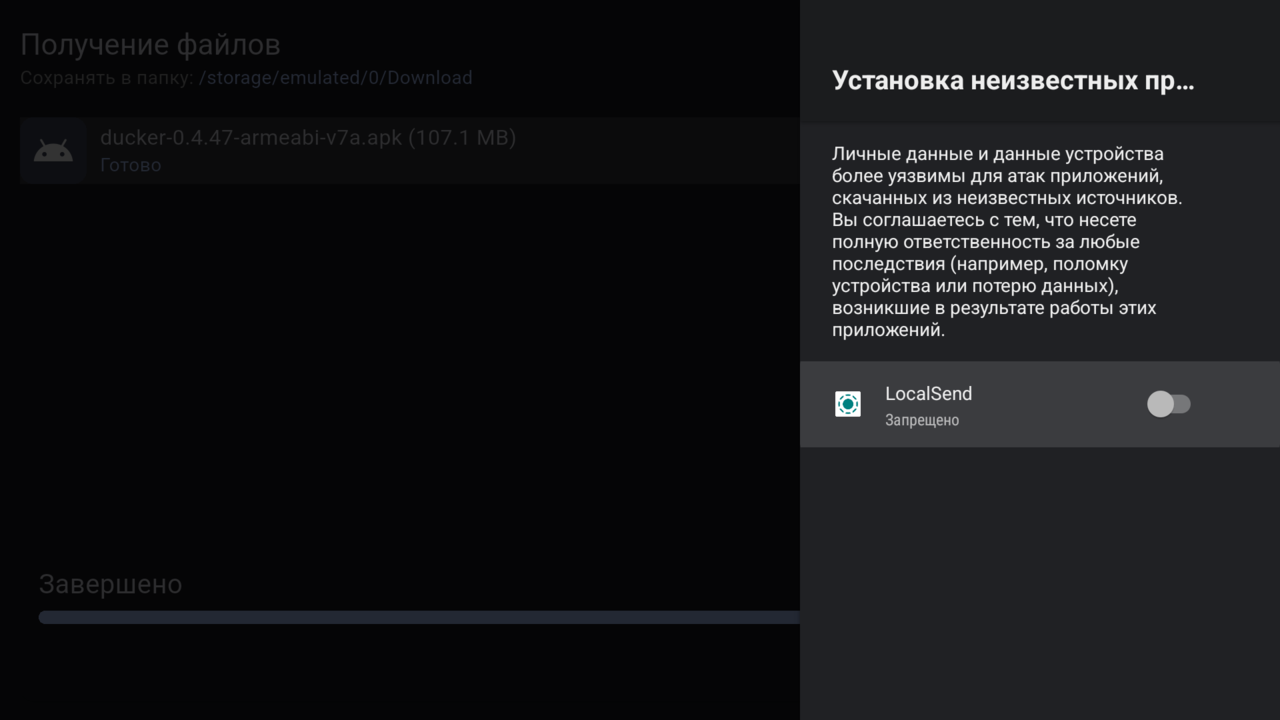 Получение файлов
Сохранять в папку: /storage/emulated/0/Download
ducker-0.4.47-armeabi-v7a.apk (107.1 MB)
Готово
Завершено
Установка неизвестных пр...
Личные данные и данные устройства
более уязвимы для атак приложений,
скачанных из неизвестных источников.
Вы соглашаетесь с тем, что несете
полную ответственность за любые
последствия (например, поломку
устройства или потерю данных),
возникшие в результате работы этих
приложений.
LocalSend
Запрещено